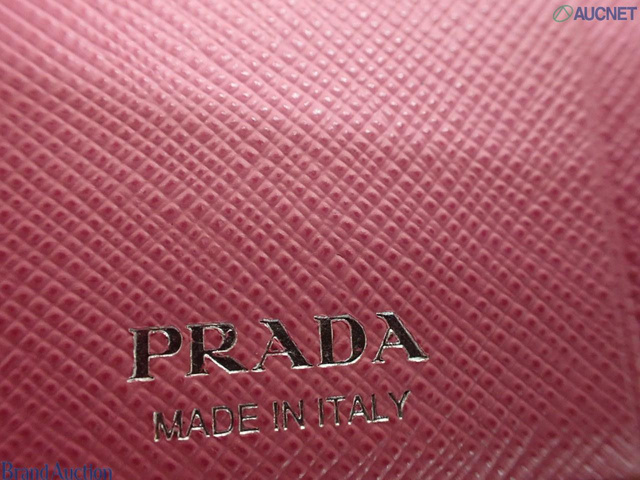 AUCNET
PRADA
MADE IN ITALY
Brand Auction